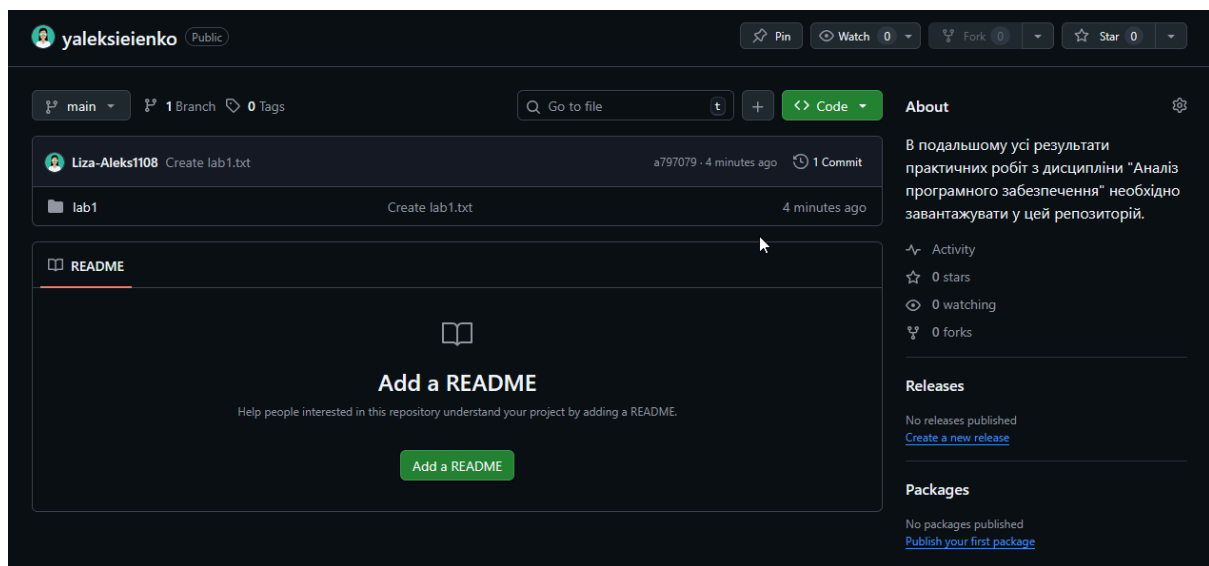 yaleksieienko Public
Pin
Watch 0
Fork 0
Star 0
main
1 Branch
0 Tags
Go to file t
Code
Liza-Aleks1108 Create lab1.txt
a797079 · 4 minutes ago
1 Commit
lab1
Create lab1.txt
4 minutes ago
README
Add a README
Help people interested in this repository understand your project by adding a README.
Add a README
About
В подальшому усі результати
практичних робіт з дисципліни "Аналіз
програмного забезпечення" необхідно
завантажувати у цей репозиторій.
Activity
0 stars
0 watching
0 forks
Releases
No releases published
Create a new release
Packages
No packages published
Publish your first package